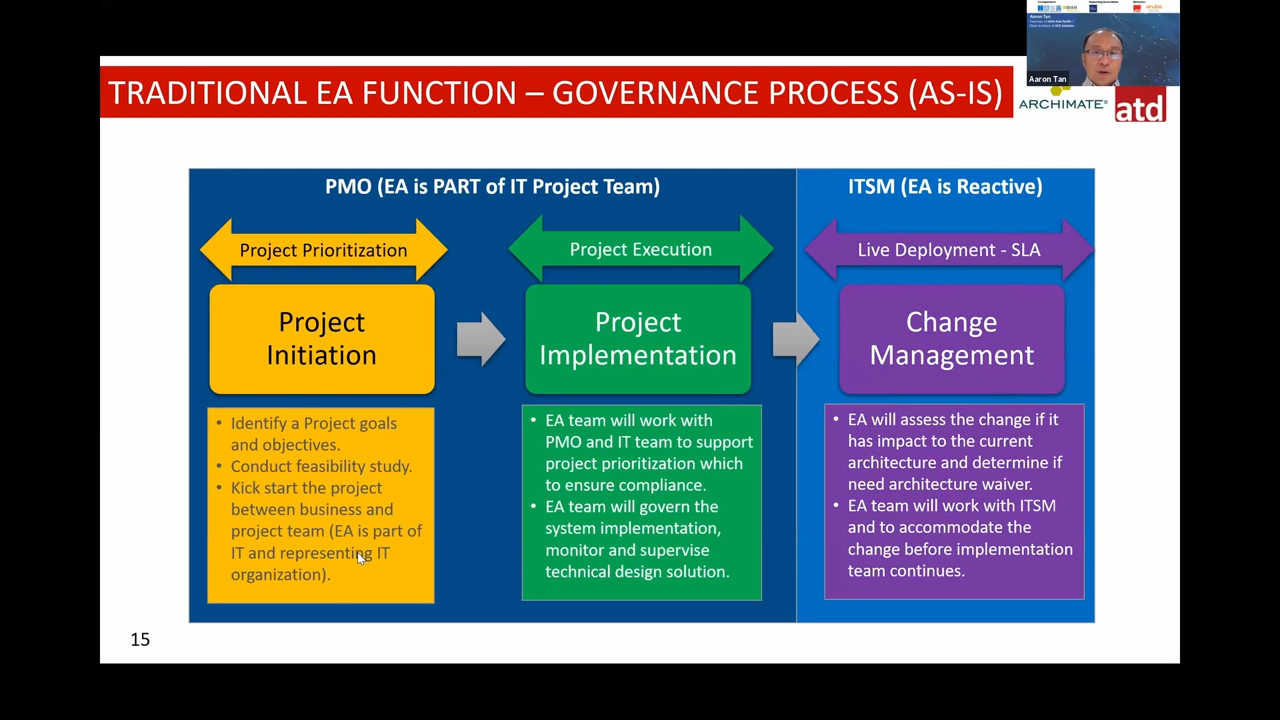 Aaron Tan
Aaron Tan
ARCHIMATE®
atd
TRADITIONAL EA FUNCTION – GOVERNANCE PROCESS (AS-IS)
PMO (EA is PART of IT Project Team)
ITSM (EA is Reactive)
Project Prioritization
Project Execution
Live Deployment - SLA
Project
Initiation
Project
Implementation
Change
Management
• Identify a Project goals
and objectives.
• Conduct feasibility study.
• Kick start the project
between business and
project team (EA is part of
IT and representing IT
organization).
• EA team will work with
PMO and IT team to support
project prioritization which
to ensure compliance.
• EA team will govern the
system implementation,
monitor and supervise
technical design solution.
• EA will assess the change if it
has impact to the current
architecture and determine if
need architecture waiver.
• EA team will work with ITSM
and to accommodate the
change before implementation
team continues.
15